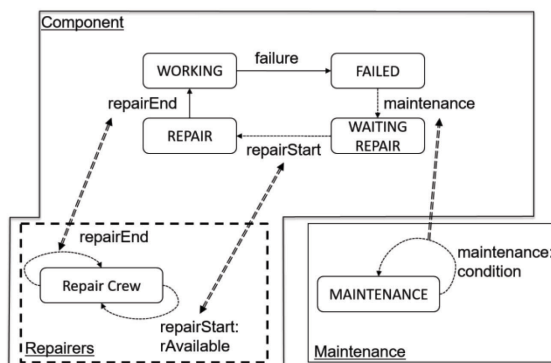 Component
failure
WORKING
FAILED
repairEnd
maintenance
REPAIR
WAITING
REPAIR
repairStart
repairEnd
Repair Crew
maintenance:
condition
MAINTENANCE
repairStart:
rAvailable
Repairers
Maintenance